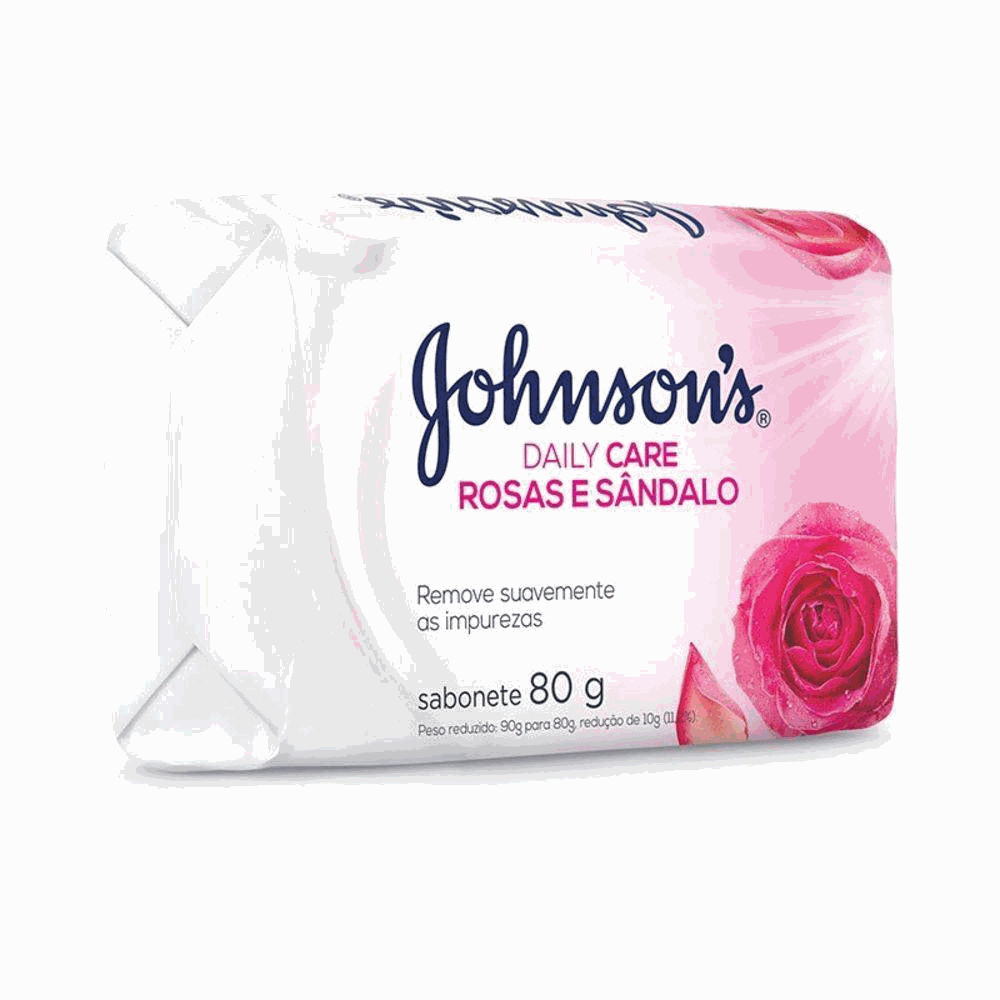 Johnson's
Johnson's®
DAILY CARE
ROSAS E SÂNDALO
Remove suavemente
as impurezas
sabonete 80 g
Peso reduzido: 90g para 80g, redução de 10g